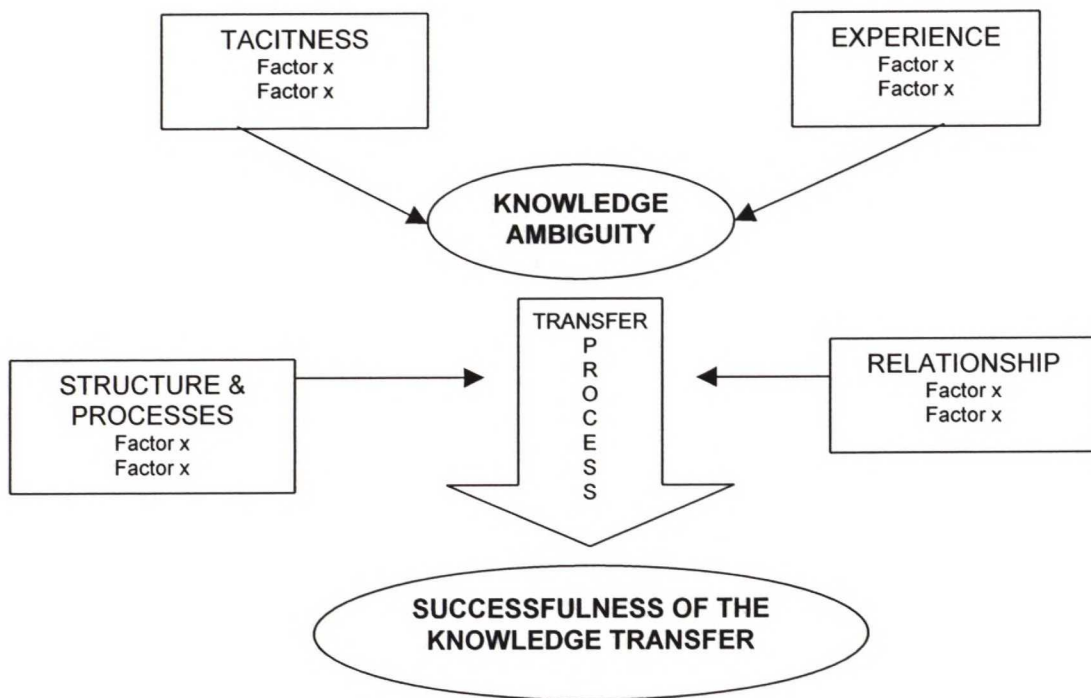 TACITNESS
Factor x
Factor x
EXPERIENCE
Factor x
Factor x
KNOWLEDGE
AMBIGUITY
TRANSFER
P
R
O
C
E
S
S
STRUCTURE &
PROCESSES
Factor x
Factor x
RELATIONSHIP
Factor x
Factor x
SUCCESSFULNESS OF THE
KNOWLEDGE TRANSFER